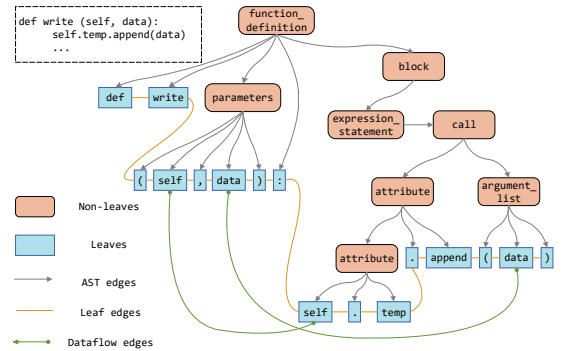 def write (self, data):
self.temp.append(data)
...
function_
definition
block
def
write
parameters
expression_
statement
call
(
self
,
data
)
:
attribute
argument_
list
Non-leaves
Leaves
attribute
.
append
(
data
)
AST edges
self
.
temp
Leaf edges
Dataflow edges